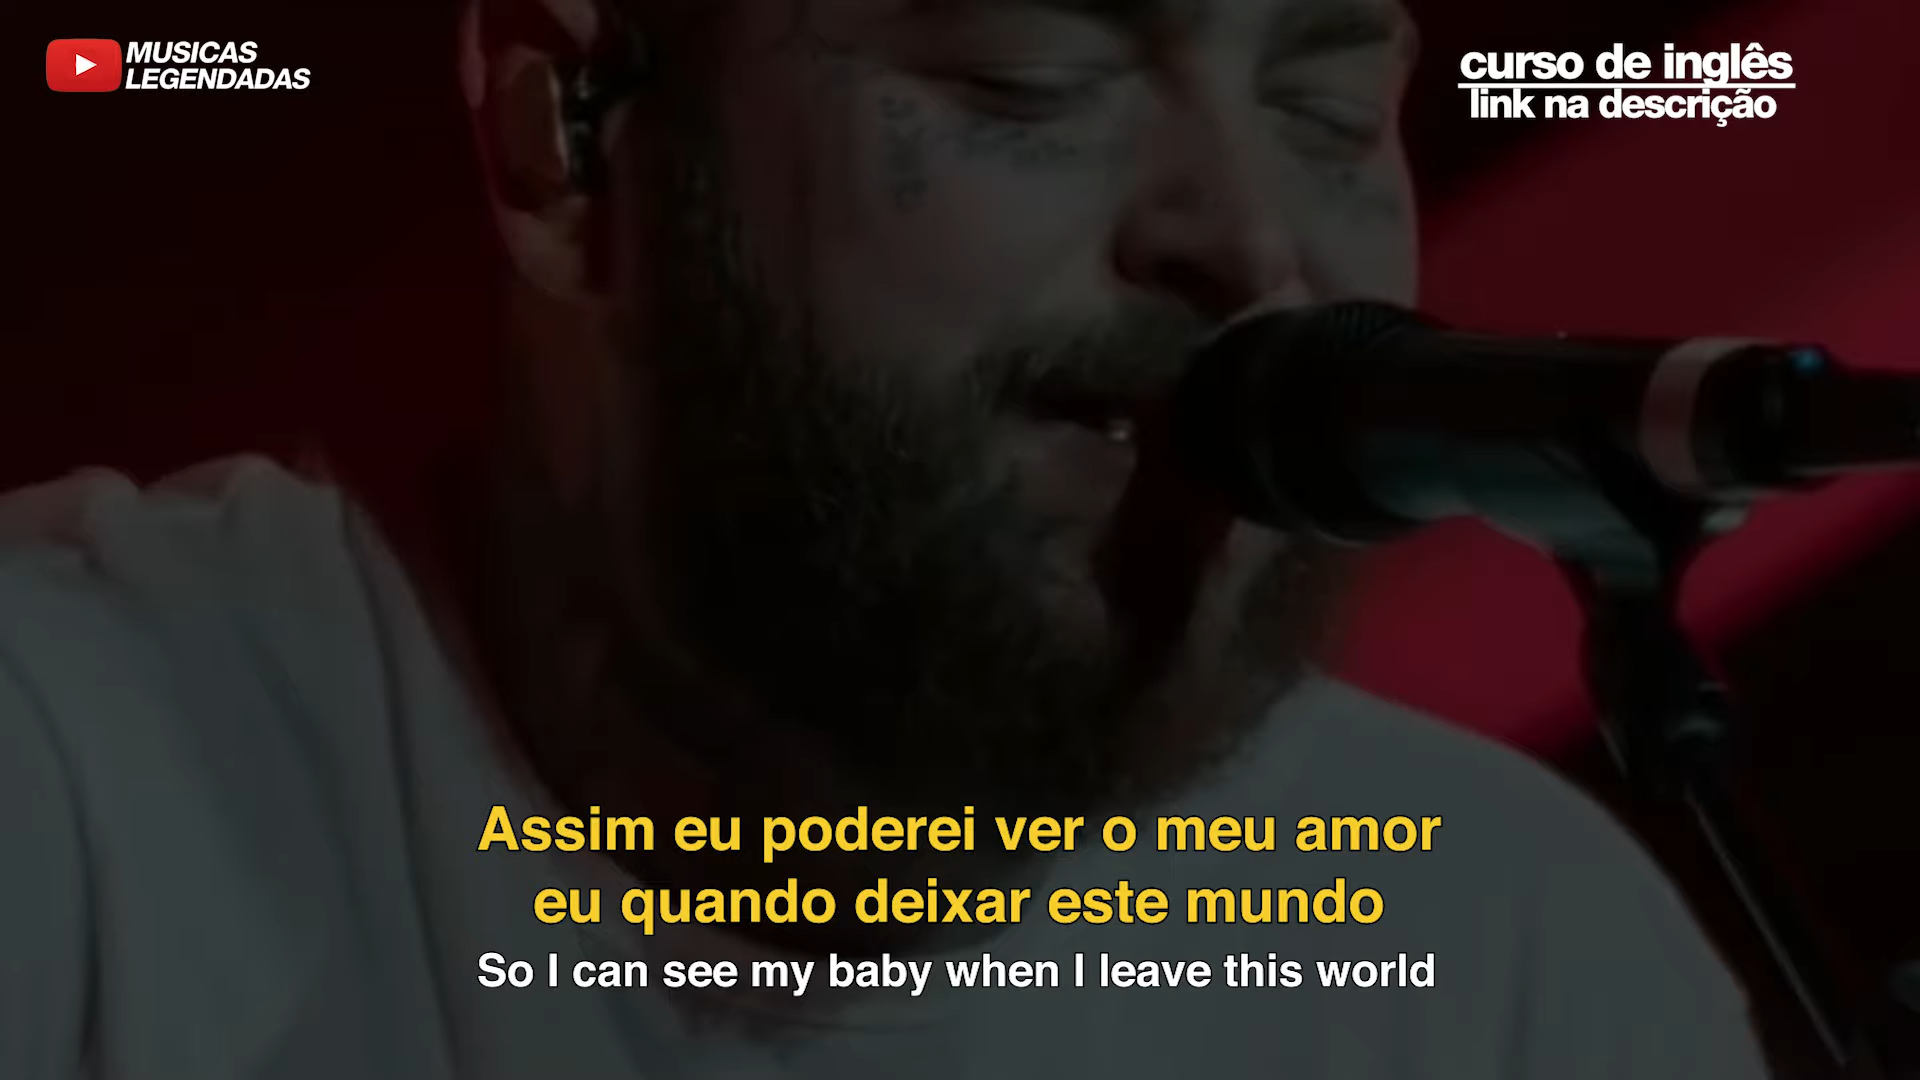 MUSICAS
LEGENDADAS
curso de inglês
link na descrição
Assim eu poderei ver o meu amor
eu quando deixar este mundo
So I can see my baby when I leave this world